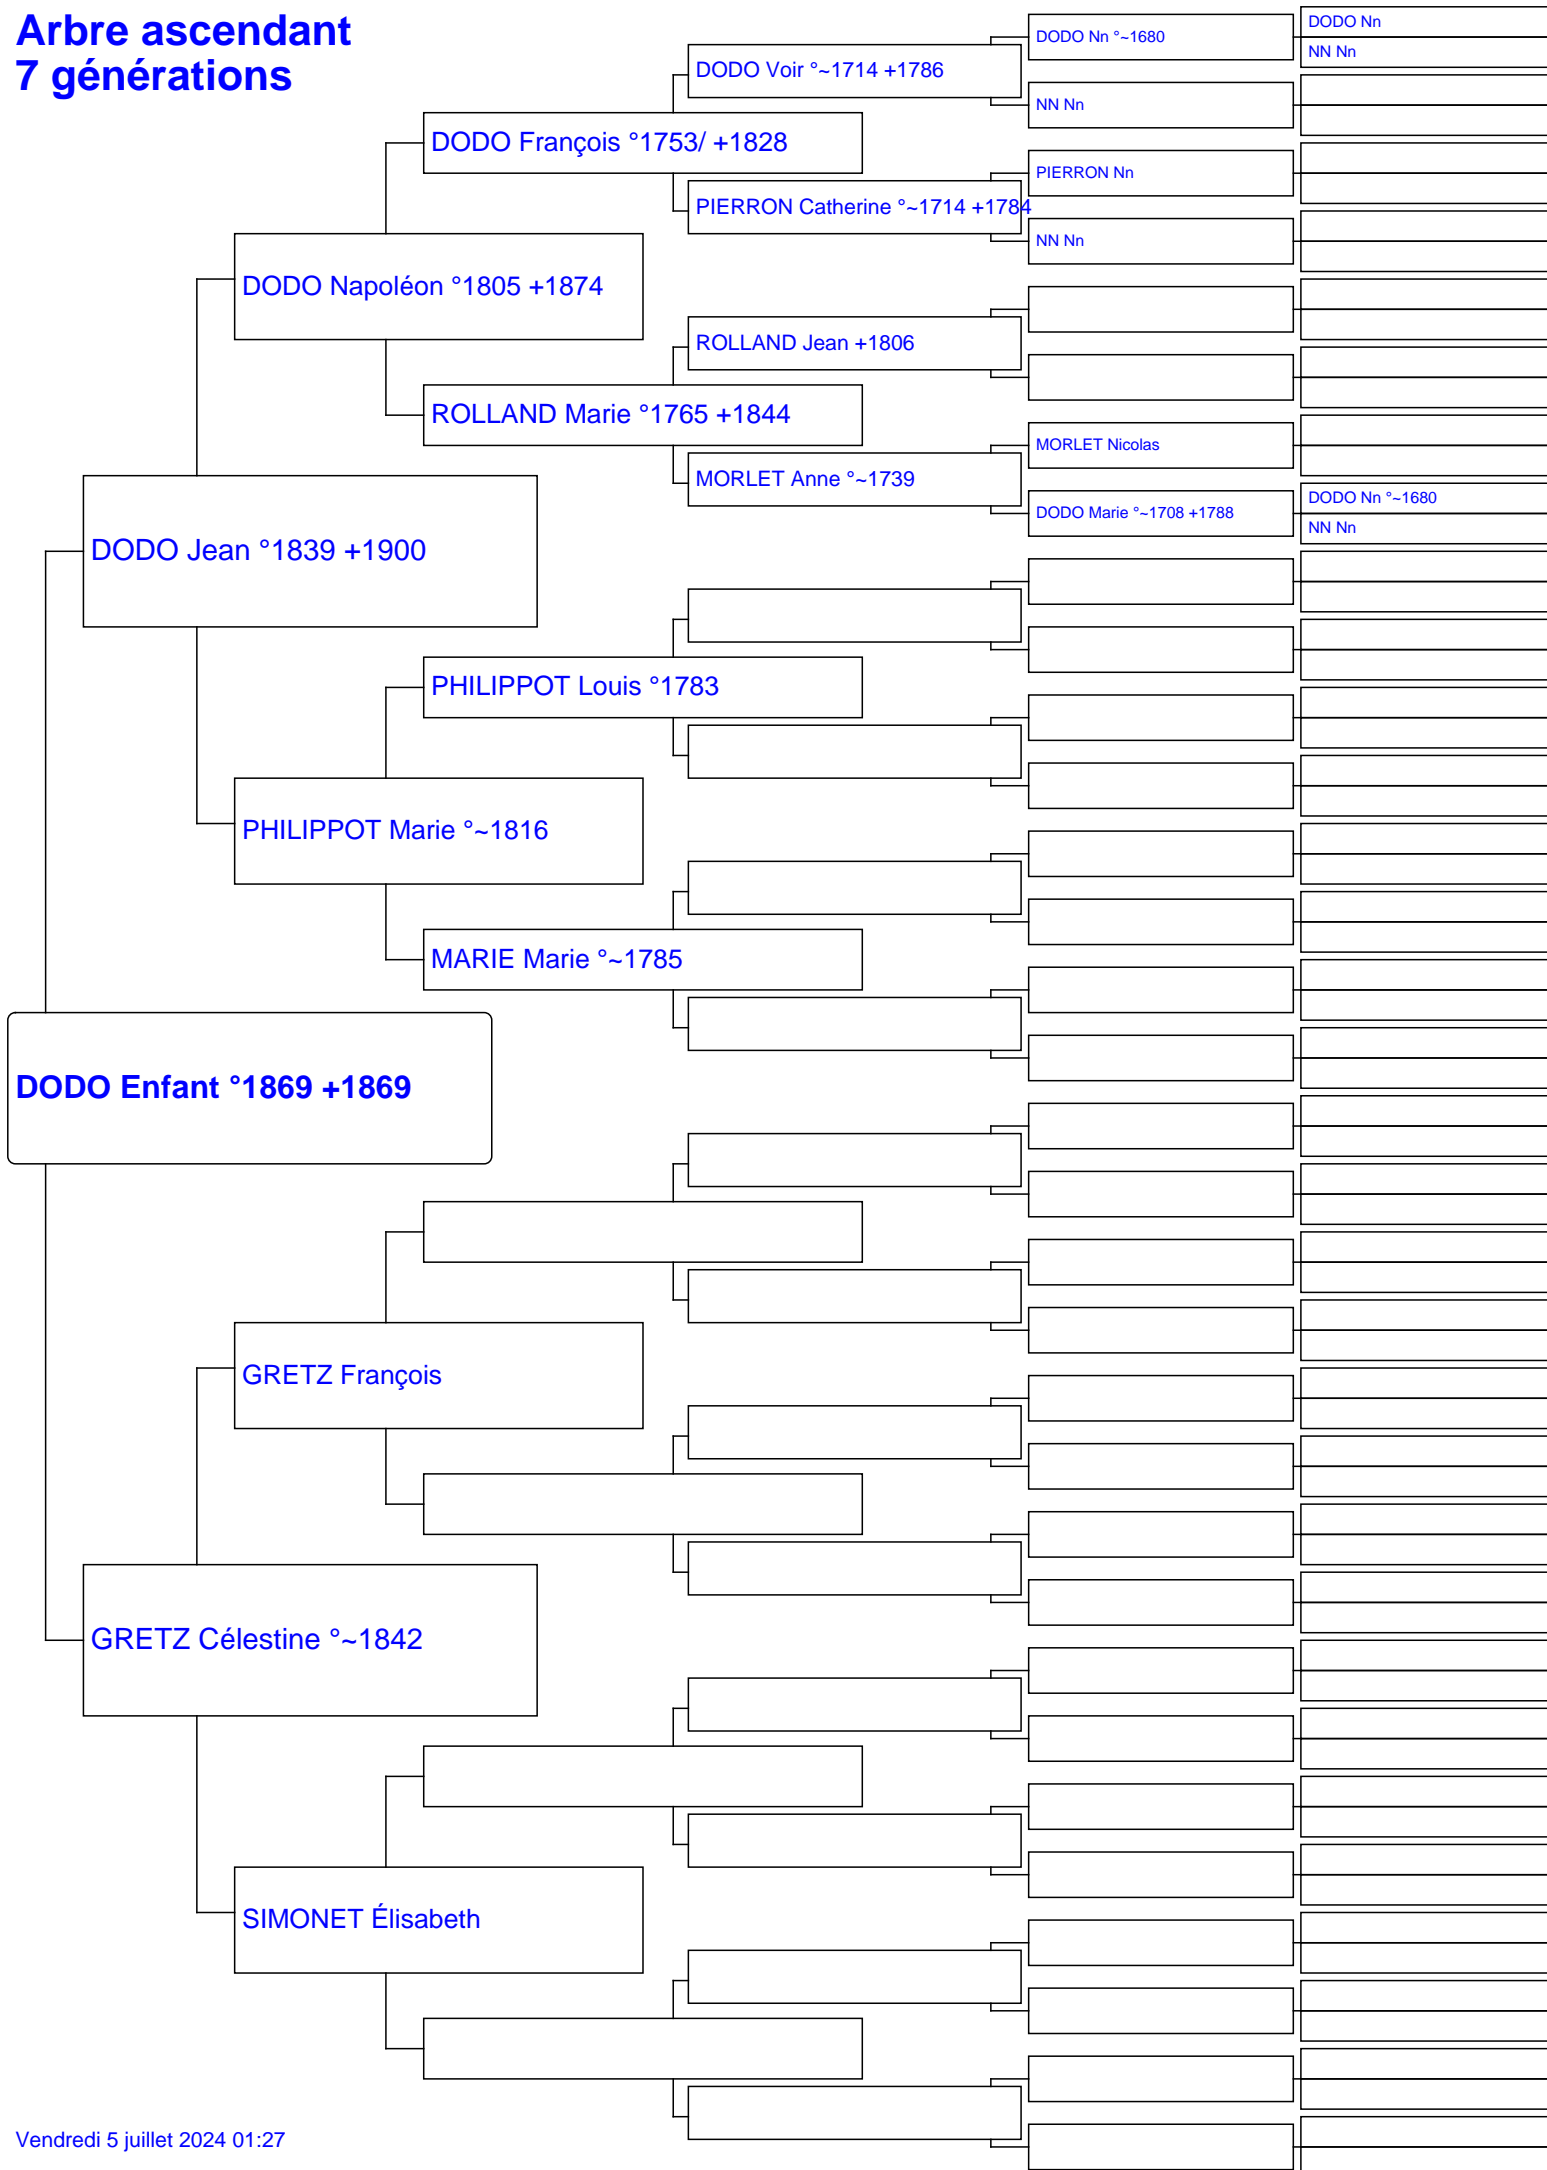 Arbre ascendant
7 générations
DODO Nn
DODO Nn °~1680
NN Nn
DODO Voir °~1714 +1786
NN Nn
DODO François °1753/ +1828
PIERRON Nn
PIERRON Catherine °~1714 +1784
NN Nn
DODO Napoléon °1805 +1874
ROLLAND Jean +1806
ROLLAND Marie °1765 +1844
MORLET Nicolas
MORLET Anne °~1739
DODO Nn °~1680
DODO Marie °~1708 +1788
NN Nn
DODO Jean °1839 +1900
PHILIPPOT Louis °1783
PHILIPPOT Marie °~1816
MARIE Marie °~1785
DODO Enfant °1869 +1869
GRETZ François
GRETZ Célestine °~1842
SIMONET Élisabeth
Vendredi 5 juillet 2024 01:27